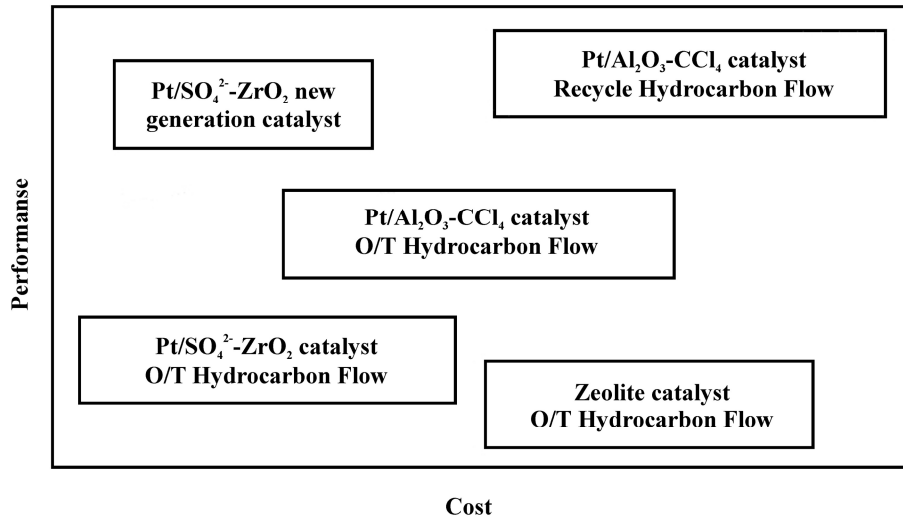 Pt/SO₄²⁻-ZrO₂ new
generation catalyst
Pt/Al₂O₃-CCl₄ catalyst
Recycle Hydrocarbon Flow
Pt/Al₂O₃-CCl₄ catalyst
O/T Hydrocarbon Flow
Pt/SO₄²⁻-ZrO₂ catalyst
O/T Hydrocarbon Flow
Zeolite catalyst
O/T Hydrocarbon Flow
Performanse
Cost